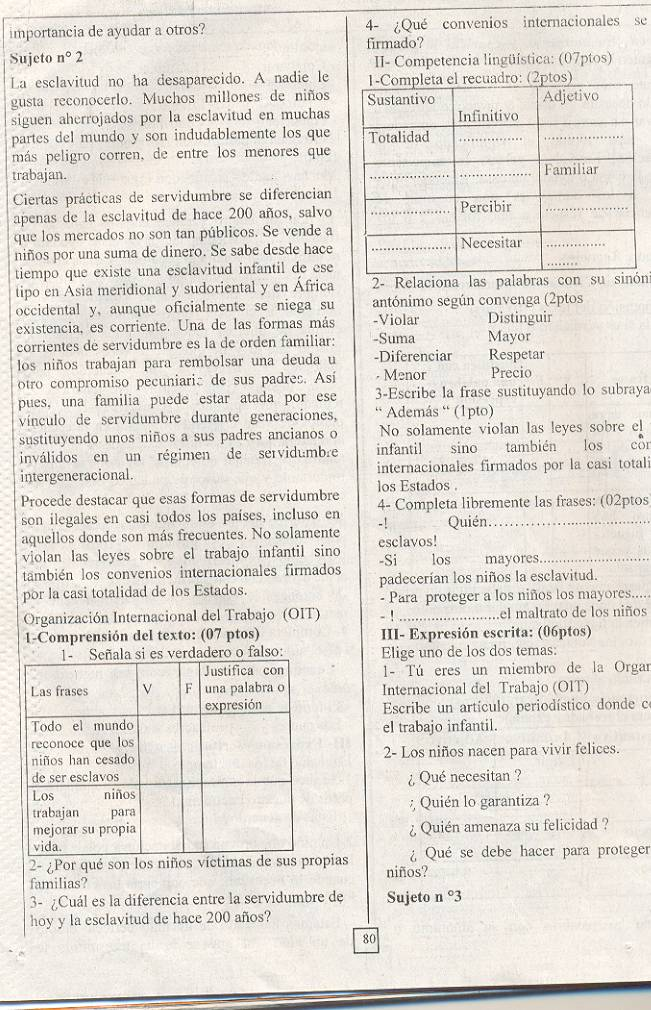 importancia de ayudar a otros?
Sujeto n° 2
La esclavitud no ha desaparecido. A nadie le
gusta reconocerlo. Muchos millones de niños
siguen aherrojados por la esclavitud en muchas
partes del mundo y son indudablemente los que
más peligro corren, de entre los menores que
trabajan.
Ciertas prácticas de servidumbre se diferencian
apenas de la esclavitud de hace 200 años, salvo
que los mercados no son tan públicos. Se vende a
niños por una suma de dinero. Se sabe desde hace
tiempo que existe una esclavitud infantil de ese
tipo en Asia meridional y sudoriental y en África
occidental y, aunque oficialmente se niega su
existencia, es corriente. Una de las formas más
corrientes de servidumbre es la de orden familiar:
los niños trabajan para rembolsar una deuda u
otro compromiso pecuniario de sus padres. Así
pues, una familia puede estar atada por ese
vínculo de servidumbre durante generaciones,
sustituyendo unos niños a sus padres ancianos o
inválidos en un régimen de servidumbre
intergeneracional.
Procede destacar que esas formas de servidumbre
son ilegales en casi todos los países, incluso en
aquellos donde son más frecuentes. No solamente
violan las leyes sobre el trabajo infantil sino
también los convenios internacionales firmados
por la casi totalidad de los Estados.
Organización Internacional del Trabajo (OIT)
1-Comprensión del texto: (07 ptos)
1- Señala si es verdadero o falso:
Las frases V F Justifica con
una palabra o
expresión
Todo el mundo
reconoce que los
niños han cesado
de ser esclavos
Los niños
trabajan para
mejorar su propia
vida.
2- ¿Por qué son los niños víctimas de sus propias
familias?
3- ¿Cuál es la diferencia entre la servidumbre de
hoy y la esclavitud de hace 200 años?
4- ¿Qué convenios internacionales se
firmado?
II- Competencia lingüística: (07ptos)
1-Completa el recuadro: (2ptos)
Sustantivo Infinitivo Adjetivo
Totalidad .................. ......................
...................... .................... Familiar
...................... Percibir ......................
...................... Necesitar ................
........
2- Relaciona las palabras con su sinóni
antónimo según convenga (2ptos
-Violar Distinguir
-Suma Mayor
-Diferenciar Respetar
- Menor Precio
3-Escribe la frase sustituyando lo subraya
“ Además “ (1pto)
No solamente violan las leyes sobre el
infantil sino también los con
internacionales firmados por la casi totali
los Estados .
4- Completa libremente las frases: (02ptos
-! Quién......................................
esclavos!
-Si los mayores............................
padecerían los niños la esclavitud.
- Para proteger a los niños los mayores.....
- ! .........................el maltrato de los niños
III- Expresión escrita: (06ptos)
Elige uno de los dos temas:
1- Tú eres un miembro de la Organ
Internacional del Trabajo (OIT)
Escribe un artículo periodístico donde c
el trabajo infantil.
2- Los niños nacen para vivir felices.
¿ Qué necesitan ?
¿ Quién lo garantiza ?
¿ Quién amenaza su felicidad ?
¿ Qué se debe hacer para proteger
niños?
Sujeto n °3
80